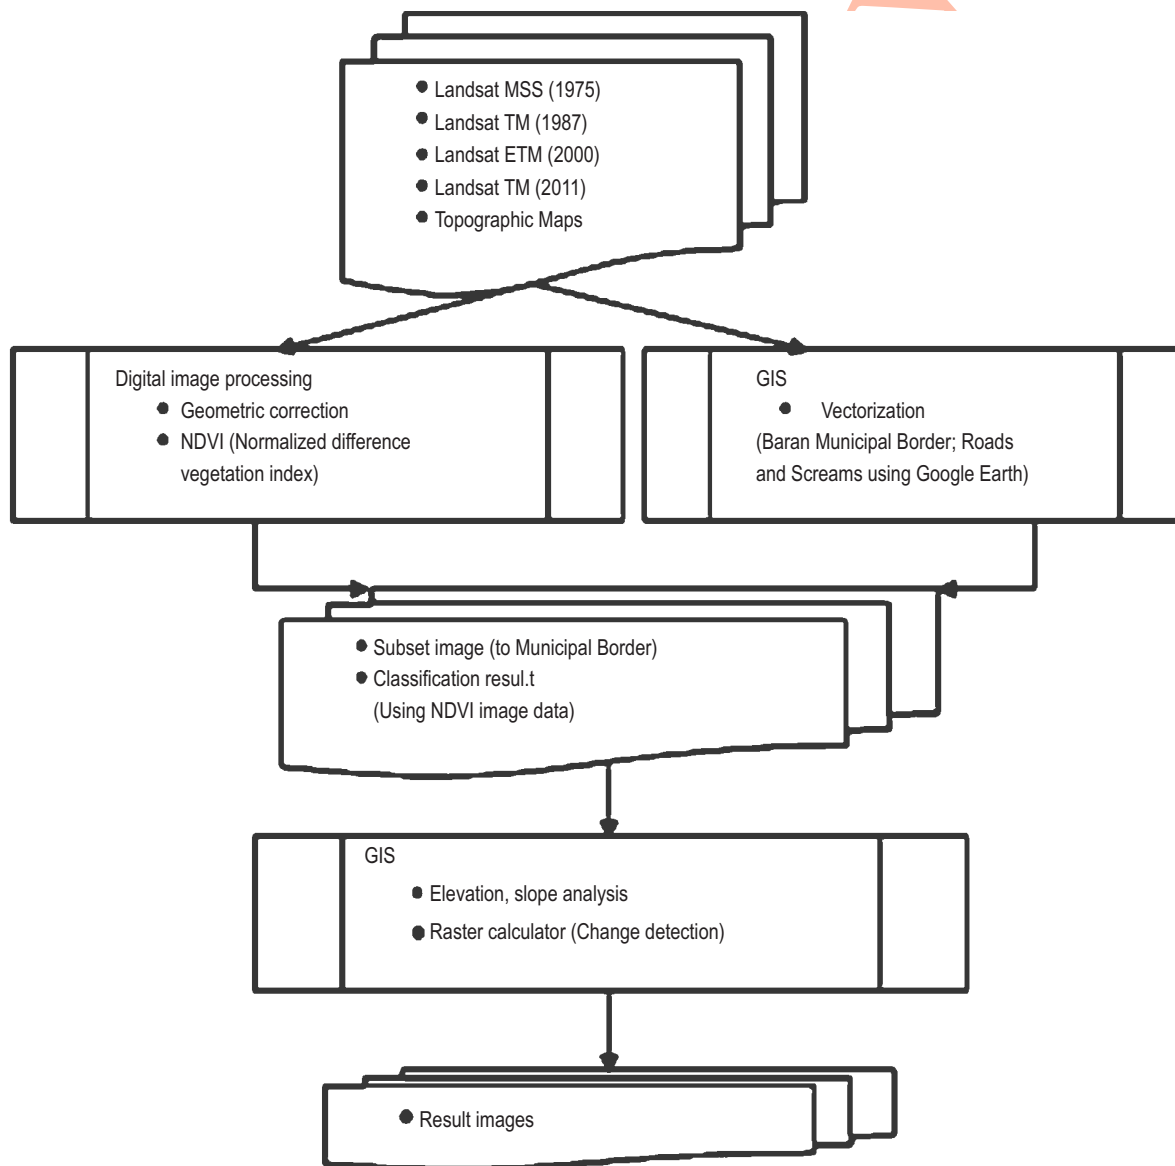 Landsat MSS (1975)
Landsat TM (1987)
Landsat ETM (2000)
Landsat TM (2011)
Topographic Maps
Digital image processing
Geometric correction
NDVI (Normalized difference
vegetation index)
GIS
Vectorization
(Baran Municipal Border; Roads
and Screams using Google Earth)
Subset image (to Municipal Border)
Classification resul.t
(Using NDVI image data)
GIS
Elevation, slope analysis
Raster calculator (Change detection)
Result images